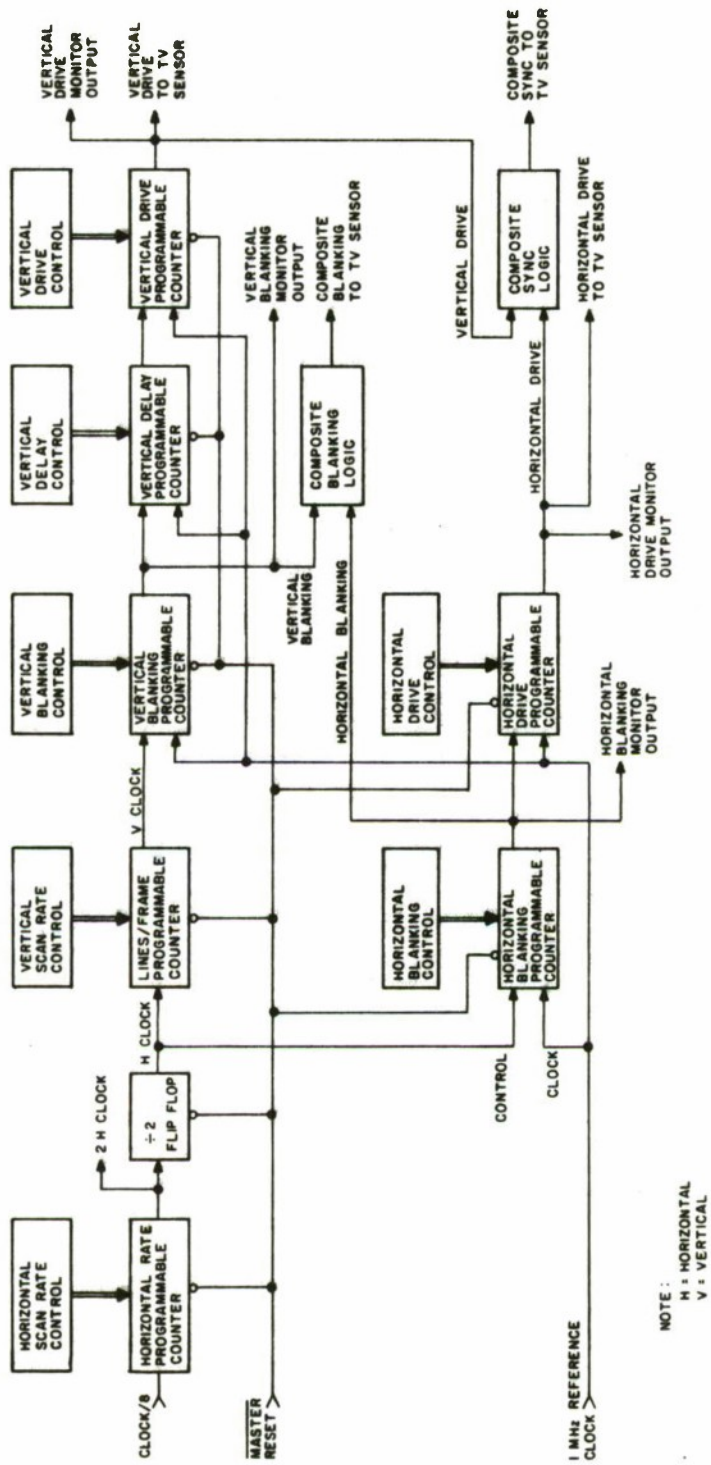 HORIZONTAL
SCAN RATE
CONTROL
VERTICAL
SCAN RATE
CONTROL
VERTICAL
BLANKING
CONTROL
VERTICAL
DELAY
CONTROL
VERTICAL
DRIVE
CONTROL
VERTICAL
DRIVE
MONITOR
OUTPUT
CLOCK/8
HORIZONTAL RATE
PROGRAMMABLE
COUNTER
2 H CLOCK
÷2
FLIP FLOP
H CLOCK
LINES/FRAME
PROGRAMMABLE
COUNTER
V CLOCK
VERTICAL
BLANKING
PROGRAMMABLE
COUNTER
VERTICAL DELAY
PROGRAMMABLE
COUNTER
VERTICAL DRIVE
PROGRAMMABLE
COUNTER
VERTICAL
DRIVE
TO TV
SENSOR
MASTER
RESET
VERTICAL
BLANKING
VERTICAL
BLANKING
MONITOR
OUTPUT
COMPOSITE
BLANKING
LOGIC
COMPOSITE
BLANKING
TO TV SENSOR
HORIZONTAL BLANKING
HORIZONTAL
BLANKING
CONTROL
HORIZONTAL
DRIVE
CONTROL
VERTICAL DRIVE
CONTROL
CLOCK
HORIZONTAL
BLANKING
PROGRAMMABLE
COUNTER
HORIZONTAL
DRIVE
PROGRAMMABLE
COUNTER
HORIZONTAL DRIVE
COMPOSITE
SYNC
LOGIC
COMPOSITE
SYNC TO
TV SENSOR
1 MHz REFERENCE
CLOCK
HORIZONTAL
BLANKING
MONITOR
OUTPUT
HORIZONTAL
DRIVE MONITOR
OUTPUT
HORIZONTAL DRIVE
TO TV SENSOR
NOTE :
H = HORIZONTAL
V = VERTICAL